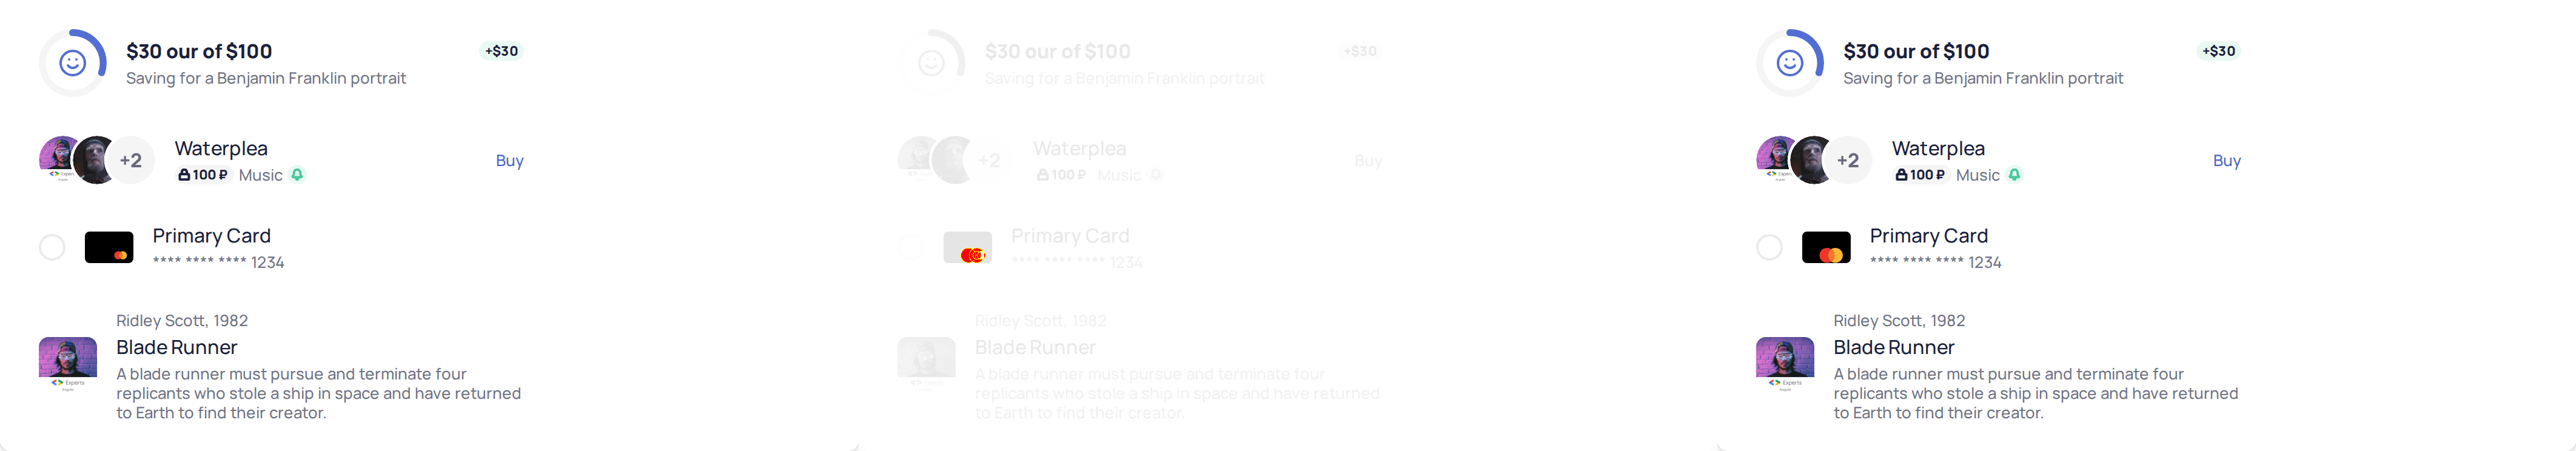 $30 our of $100
+$30
Saving for a Benjamin Franklin portrait
+2
Waterplea
100 ₽ Music
Buy
Experts
Primary Card
**** **** **** 1234
Ridley Scott, 1982
Blade Runner
A blade runner must pursue and terminate four
replicants who stole a ship in space and have returned
to Earth to find their creator.
Experts
Angular
$30 our of $100
+$30
Saving for a Benjamin Franklin portrait
+2
Waterplea
100 ₽ Music
Buy
Primary Card
**** **** **** 1234
Ridley Scott, 1982
Blade Runner
A blade runner must pursue and terminate four
replicants who stole a ship in space and have returned
to Earth to find their creator.
$30 our of $100
+$30
Saving for a Benjamin Franklin portrait
+2
Waterplea
100 ₽ Music
Buy
Primary Card
**** **** **** 1234
Ridley Scott, 1982
Blade Runner
A blade runner must pursue and terminate four
replicants who stole a ship in space and have returned
to Earth to find their creator.
Experts
Angular